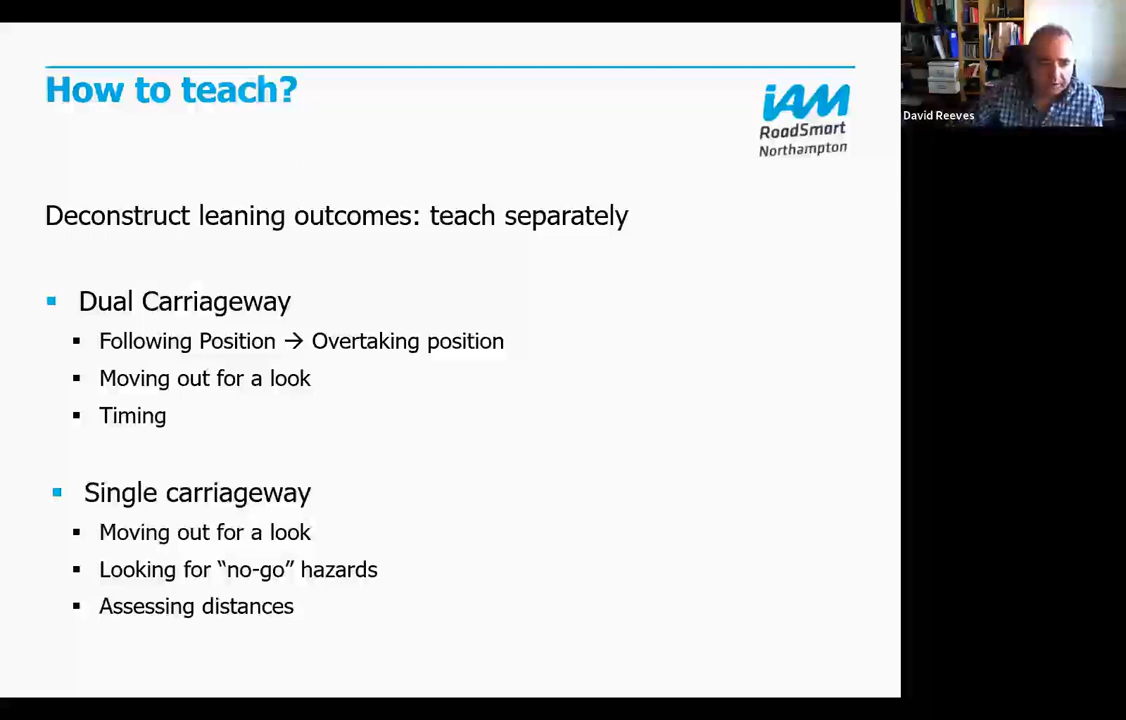 How to teach?
iAM
RoadSmart
Northampton
David Reeves
Deconstruct leaning outcomes: teach separately
▪ Dual Carriageway
▪ Following Position → Overtaking position
▪ Moving out for a look
▪ Timing
▪ Single carriageway
▪ Moving out for a look
▪ Looking for “no-go” hazards
▪ Assessing distances